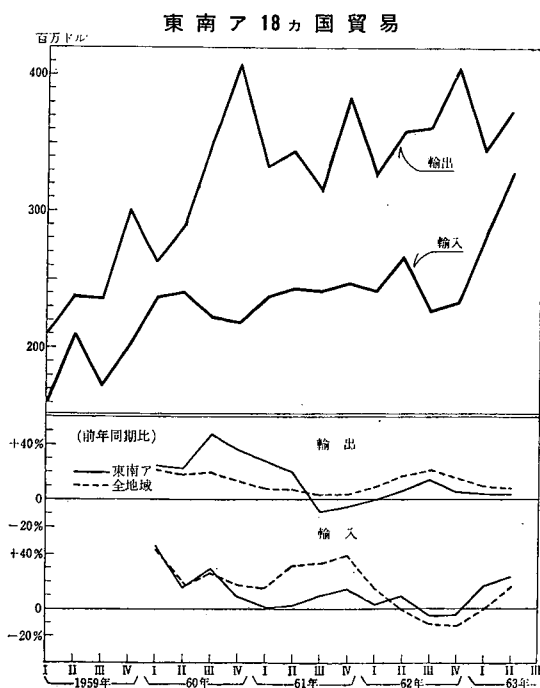 東南ア18ヵ国貿易
百万ドル
400
300
200
輸出
輸入
(前年同期比)
東南ア
全地域
輸出
+40%
0
-20%
輸入
+40%
0
-20%
I II III IV I II III IV I II III IV I II III IV I II III
1959年 60年 61年 62年 63年